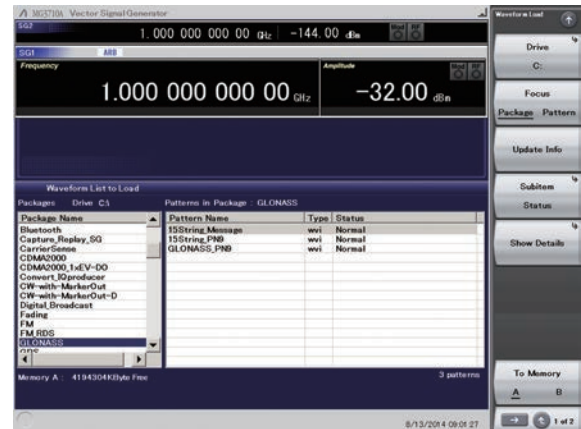 MG3710A Vector Signal Generator
SG2
1. 000 000 000 00 GHz
-144. 00 dBm
Mod RF
SG1 ARB
Frequency
1.000 000 000 00 GHz
Amplitude
-32.00 dBm
Mod RF
Waveform List to Load
Packages Drive C:\
Patterns in Package : GLONASS
Package Name
Bluetooth
Capture_Replay_SG
CarrierSense
CDMA2000
CDMA2000_1xEV-DO
Convert_IQproducer
CW-with-MarkerOut
CW-with-MarkerOut-D
Digital_Broadcast
Fading
FM
FM_RDS
GLONASS
GPS
Pattern Name Type Status
15String_Message wvi Normal
15String_PN9 wvi Normal
GLONASS_PN9 wvi Normal
Memory A : 4194304KByte Free
3 patterns
8/13/2014 09:01:27
Waveform Load
Drive
C:
Focus
Package Pattern
Update Info
Subitem
Status
Show Details
To Memory
A B
1 of 2